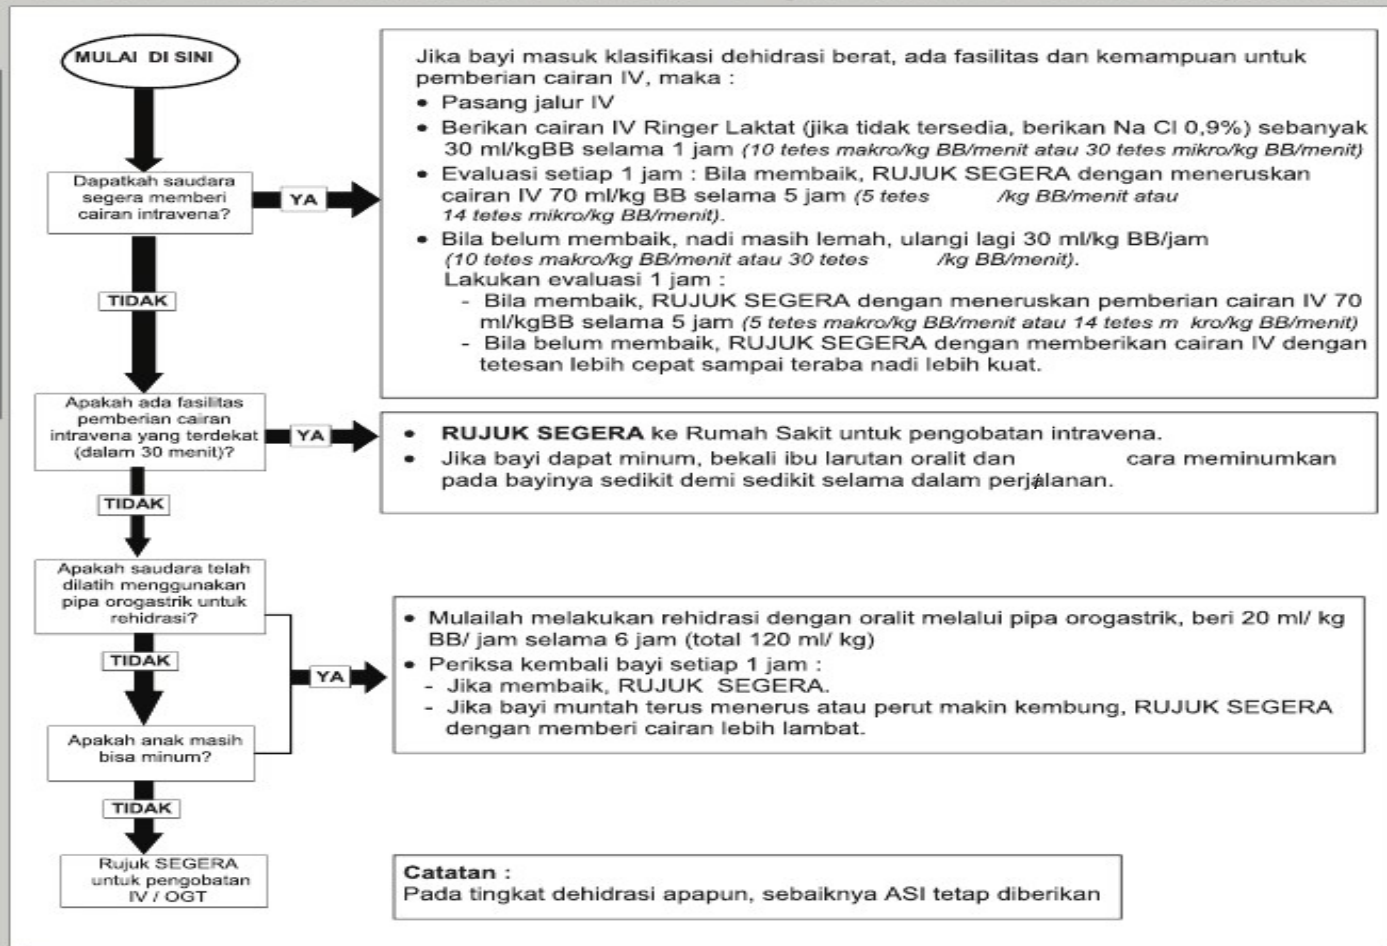 MULAI DI SINI
Dapatkah saudara
segera memberi
cairan intravena?
YA
Jika bayi masuk klasifikasi dehidrasi berat, ada fasilitas dan kemampuan untuk
pemberian cairan IV, maka :
• Pasang jalur IV
• Berikan cairan IV Ringer Laktat (jika tidak tersedia, berikan Na Cl 0,9%) sebanyak
30 ml/kgBB selama 1 jam (10 tetes makro/kg BB/menit atau 30 tetes mikro/kg BB/menit)
• Evaluasi setiap 1 jam : Bila membaik, RUJUK SEGERA dengan meneruskan
cairan IV 70 ml/kg BB selama 5 jam (5 tetes /kg BB/menit atau
14 tetes mikro/kg BB/menit).
• Bila belum membaik, nadi masih lemah, ulangi lagi 30 ml/kg BB/jam
(10 tetes makro/kg BB/menit atau 30 tetes /kg BB/menit).
Lakukan evaluasi 1 jam :
- Bila membaik, RUJUK SEGERA dengan meneruskan pemberian cairan IV 70
ml/kgBB selama 5 jam (5 tetes makro/kg BB/menit atau 14 tetes m kro/kg BB/menit)
- Bila belum membaik, RUJUK SEGERA dengan memberikan cairan IV dengan
tetesan lebih cepat sampai teraba nadi lebih kuat.
TIDAK
Apakah ada fasilitas
pemberian cairan
intravena yang terdekat
(dalam 30 menit)?
YA
• RUJUK SEGERA ke Rumah Sakit untuk pengobatan intravena.
• Jika bayi dapat minum, bekali ibu larutan oralit dan cara meminumkan
pada bayinya sedikit demi sedikit selama dalam perjalanan.
TIDAK
Apakah saudara telah
dilatih menggunakan
pipa orogastrik untuk
rehidrasi?
TIDAK
YA
• Mulailah melakukan rehidrasi dengan oralit melalui pipa orogastrik, beri 20 ml/ kg
BB/ jam selama 6 jam (total 120 ml/ kg)
• Periksa kembali bayi setiap 1 jam :
- Jika membaik, RUJUK SEGERA.
- Jika bayi muntah terus menerus atau perut makin kembung, RUJUK SEGERA
dengan memberi cairan lebih lambat.
Apakah anak masih
bisa minum?
TIDAK
Rujuk SEGERA
untuk pengobatan
IV / OGT
Catatan :
Pada tingkat dehidrasi apapun, sebaiknya ASI tetap diberikan